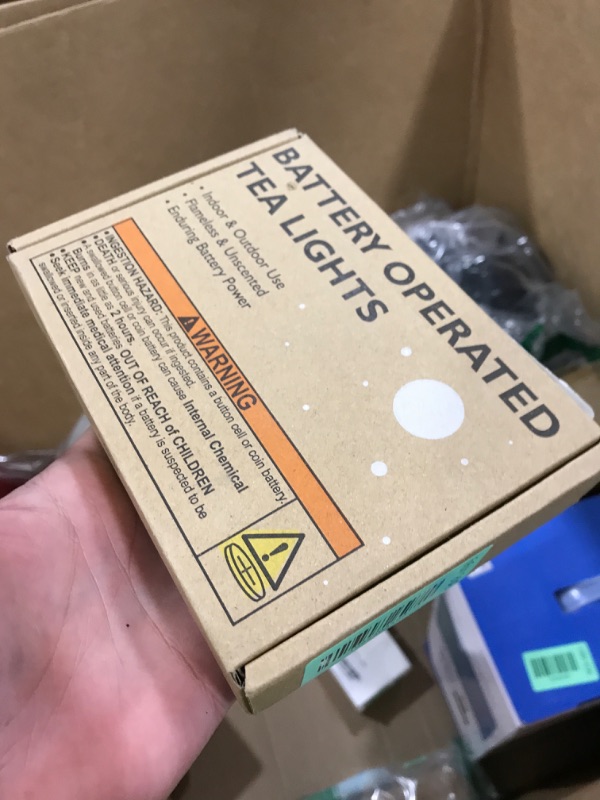 BATTERY OPERATED
TEA LIGHTS
• Indoor & Outdoor Use
• Flameless & Unscented
• Enduring Battery Power
WARNING
• INGESTION HAZARD: This product contains a button cell or coin battery.
• DEATH or serious injury can occur if ingested.
• A swallowed button cell or coin battery can cause Internal Chemical
Burns in as little as 2 hours.
• KEEP new and used batteries OUT OF REACH of CHILDREN
• Seek immediate medical attention if a battery is suspected to be
swallowed or inserted inside any part of the body.